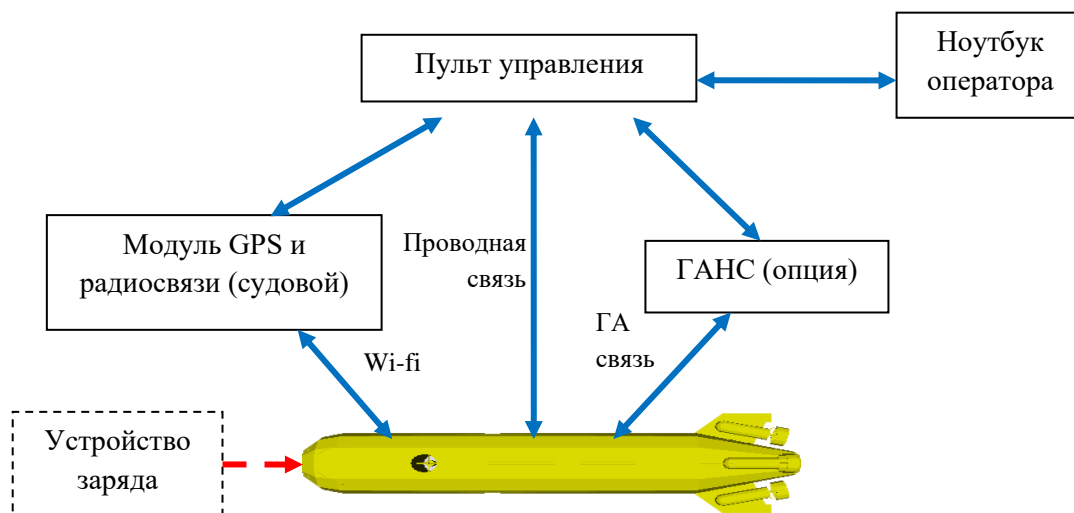 Пульт управления
Ноутбук
оператора
Модуль GPS и
радиосвязи (судовой)
Проводная
связь
ГАНС (опция)
Wi-fi
ГА
связь
Устройство
заряда